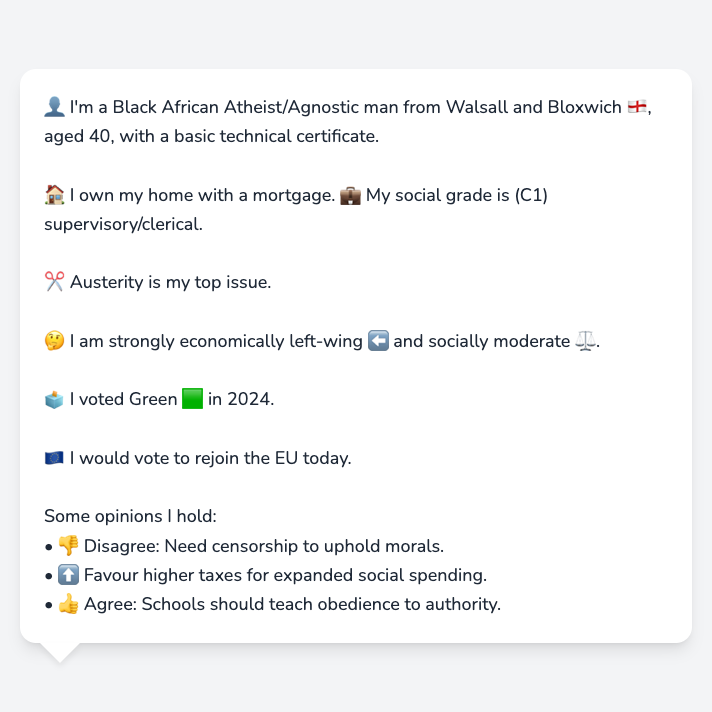 👤 I'm a Black African Atheist/Agnostic man from Walsall and Bloxwich 🏴󠁧󠁢󠁥󠁮󠁧󠁿,
aged 40, with a basic technical certificate.
🏠 I own my home with a mortgage. 💼 My social grade is (C1)
supervisory/clerical.
✂️ Austerity is my top issue.
🤔 I am strongly economically left-wing ⬅️ and socially moderate ⚖️.
🗳️ I voted Green 🟩 in 2024.
🇪🇺 I would vote to rejoin the EU today.
Some opinions I hold:
• 👎 Disagree: Need censorship to uphold morals.
• ⬆️ Favour higher taxes for expanded social spending.
• 👍 Agree: Schools should teach obedience to authority.